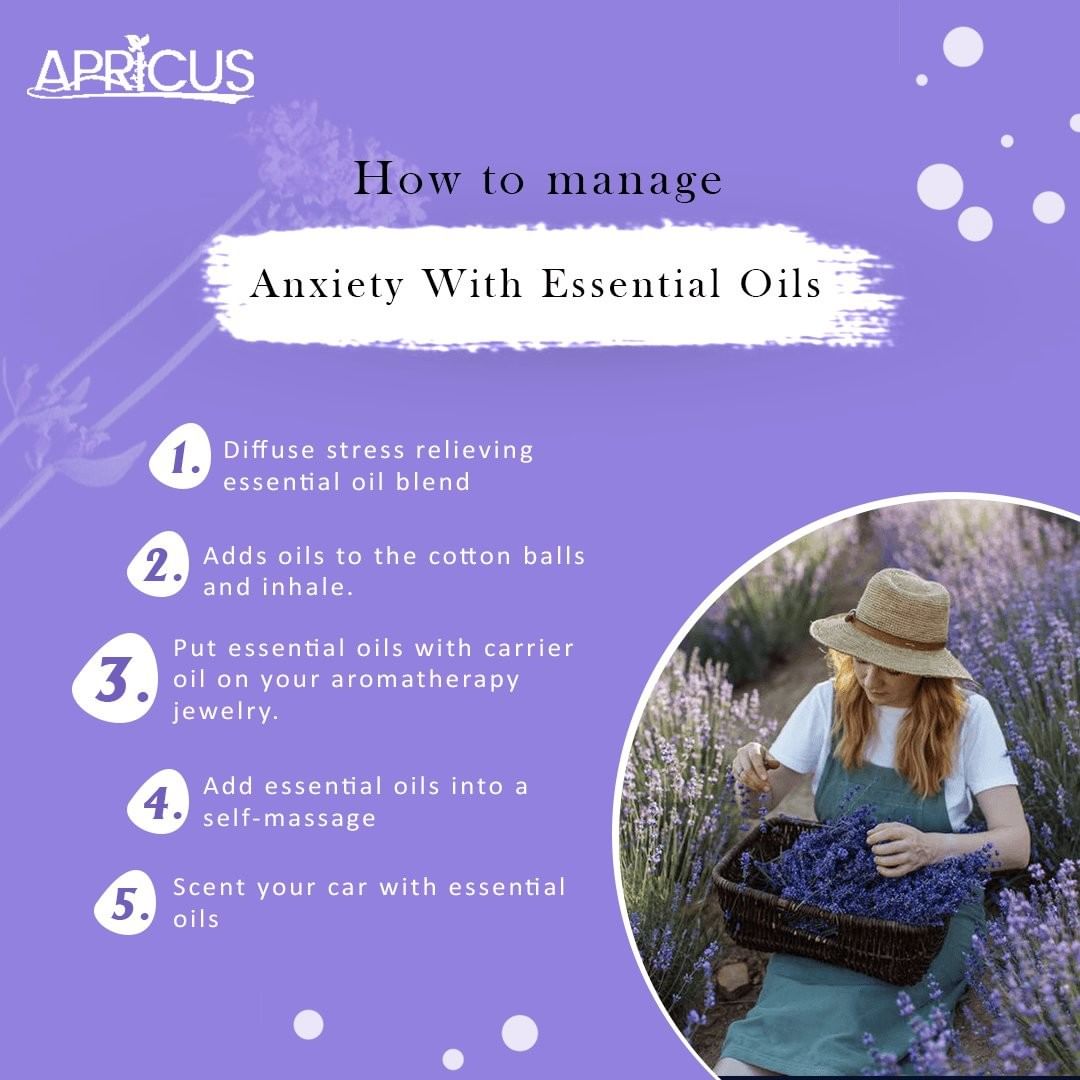 APRICUS
How to manage
Anxiety With Essential Oils
1. Diffuse stress relieving
essential oil blend
2. Adds oils to the cotton balls
and inhale.
3. Put essential oils with carrier
oil on your aromatherapy
jewelry.
4. Add essential oils into a
self-massage
5. Scent your car with essential
oils